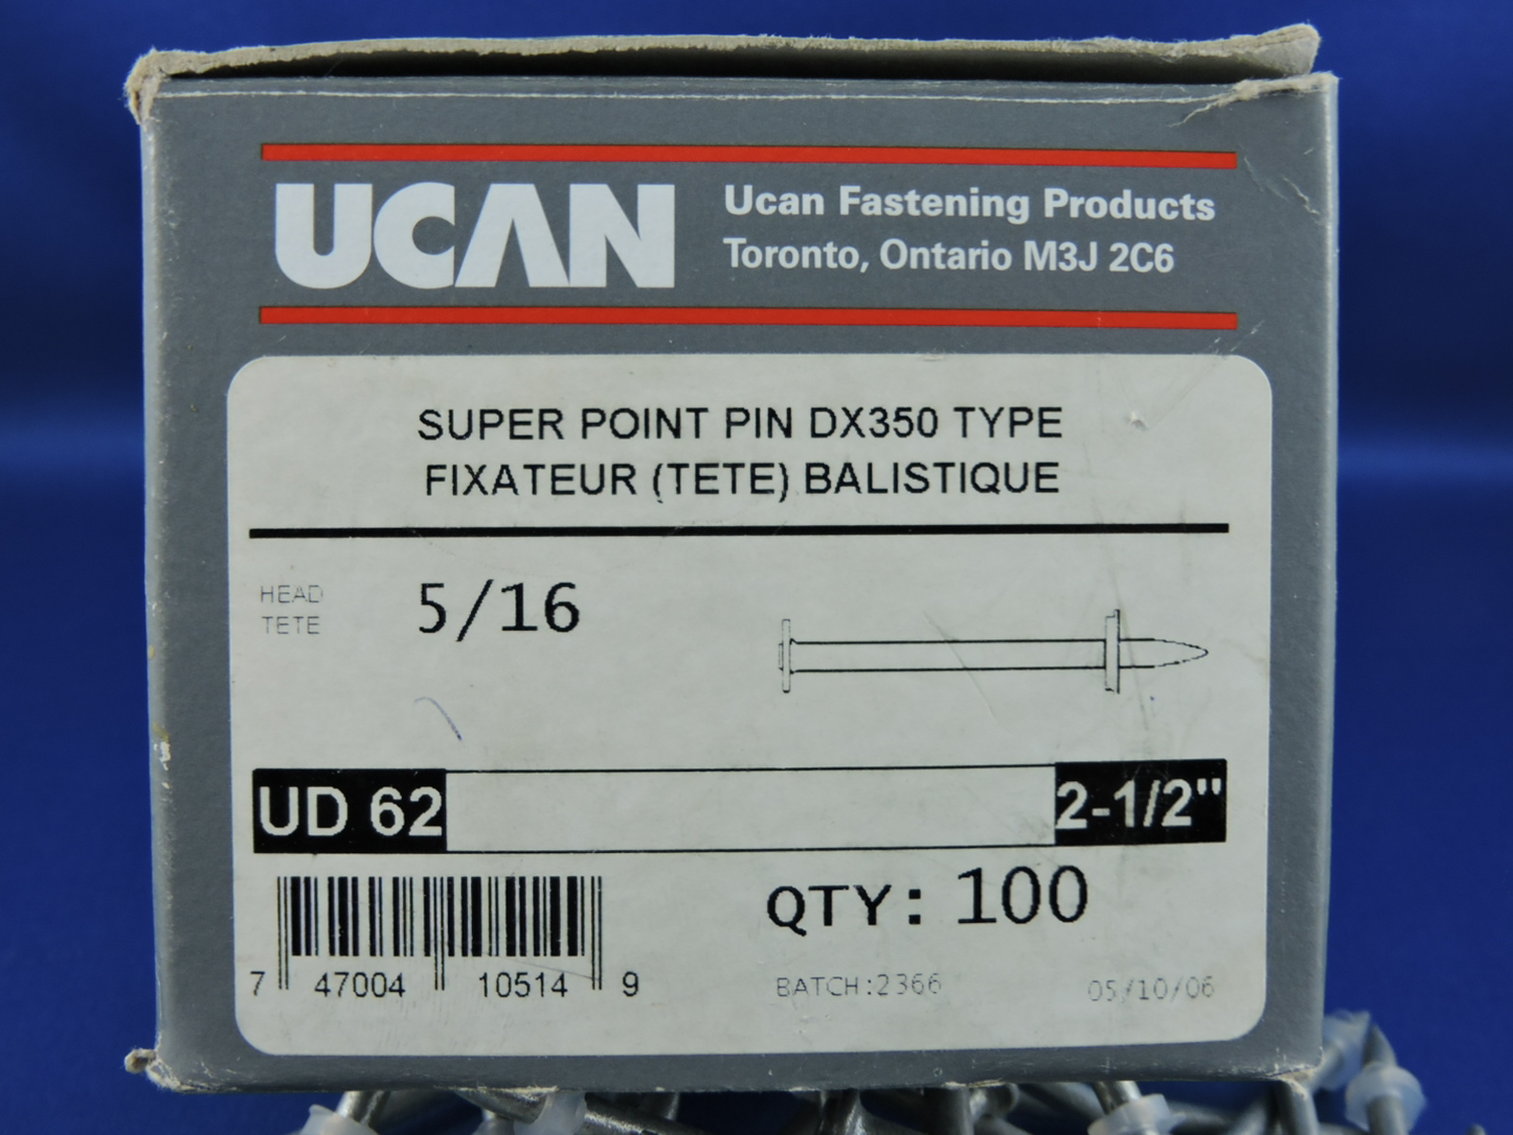 UCAN
Ucan Fastening Products
Toronto, Ontario M3J 2C6
SUPER POINT PIN DX350 TYPE
FIXATEUR (TETE) BALISTIQUE
HEAD
TETE
5/16
UD 62
2-1/2"
QTY: 100
7 47004 10514 9
BATCH:2366
05/10/06